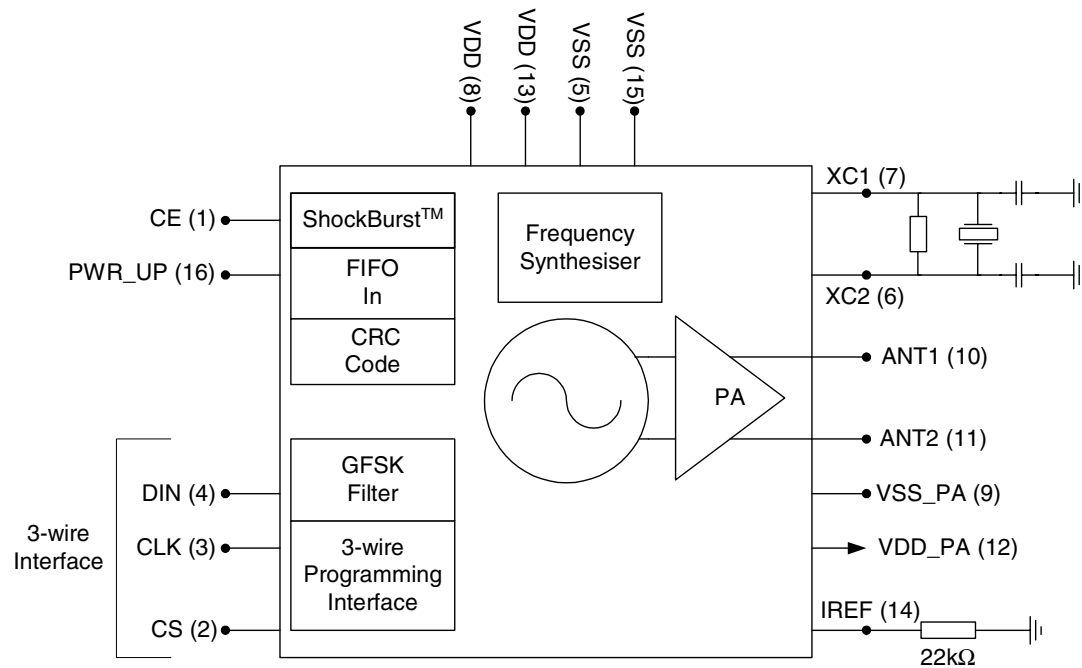 VDD (8)
VDD (13)
VSS (5)
VSS (15)
CE (1)
PWR_UP (16)
ShockBurst™
FIFO
In
CRC
Code
Frequency
Synthesiser
XC1 (7)
XC2 (6)
PA
ANT1 (10)
ANT2 (11)
VSS_PA (9)
VDD_PA (12)
IREF (14)
22kΩ
3-wire
Interface
DIN (4)
CLK (3)
CS (2)
GFSK
Filter
3-wire
Programming
Interface